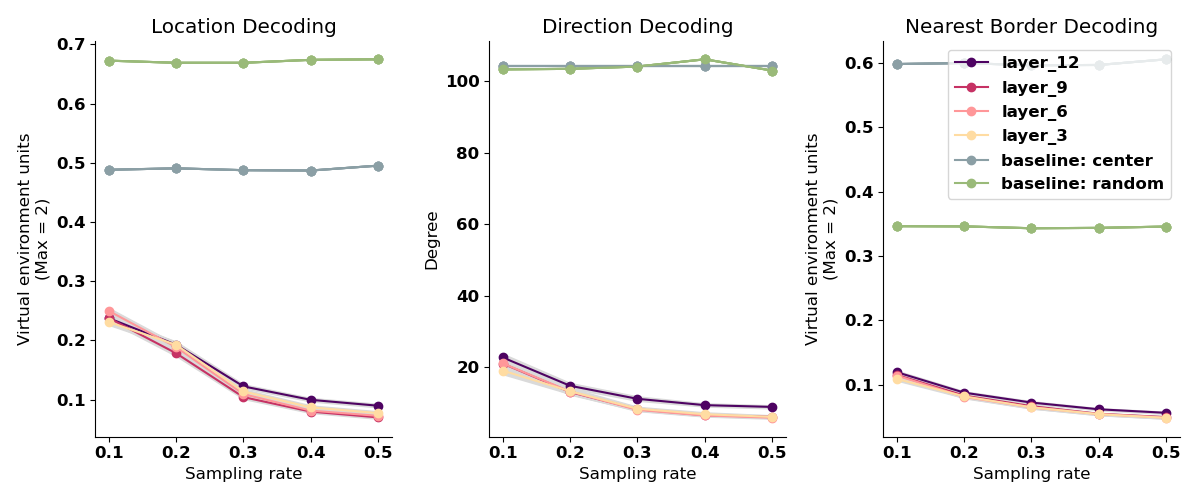 Location Decoding
Virtual environment units
(Max = 2)
0.7
0.6
0.5
0.4
0.3
0.2
0.1
0.1 0.2 0.3 0.4 0.5
Sampling rate
Direction Decoding
Degree
100
80
60
40
20
0.1 0.2 0.3 0.4 0.5
Sampling rate
Nearest Border Decoding
Virtual environment units
(Max = 2)
0.6
0.5
0.4
0.3
0.2
0.1
layer_12
layer_9
layer_6
layer_3
baseline: center
baseline: random
0.1 0.2 0.3 0.4 0.5
Sampling rate